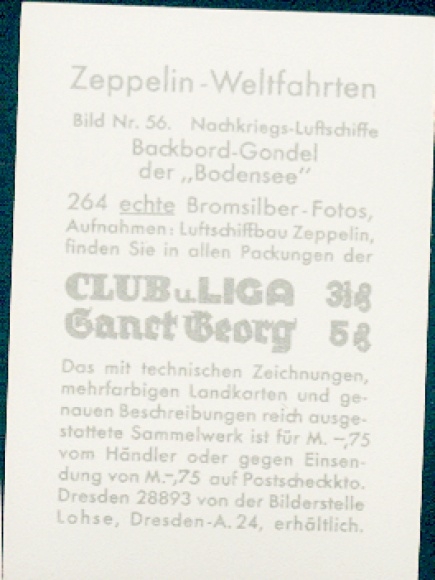 Zeppelin-Weltfahrten
Bild Nr. 56. Nachkriegs-Luftschiffe
Backbord-Gondel
der „Bodensee“
264 echte Bromsilber-Fotos,
Aufnahmen: Luftschiffbau Zeppelin,
finden Sie in allen Packungen der
CLUB u. LIGA 3⅓ ₰
Sanct Georg 5 ₰
Das mit technischen Zeichnungen,
mehrfarbigen Landkarten und ge-
nauen Beschreibungen reich ausge-
stattete Sammelwerk ist für M. –,75
vom Händler oder gegen Einsen-
dung von M.–,75 auf Postscheckkto.
Dresden 28893 von der Bilderstelle
Lohse, Dresden-A. 24, erhältlich.